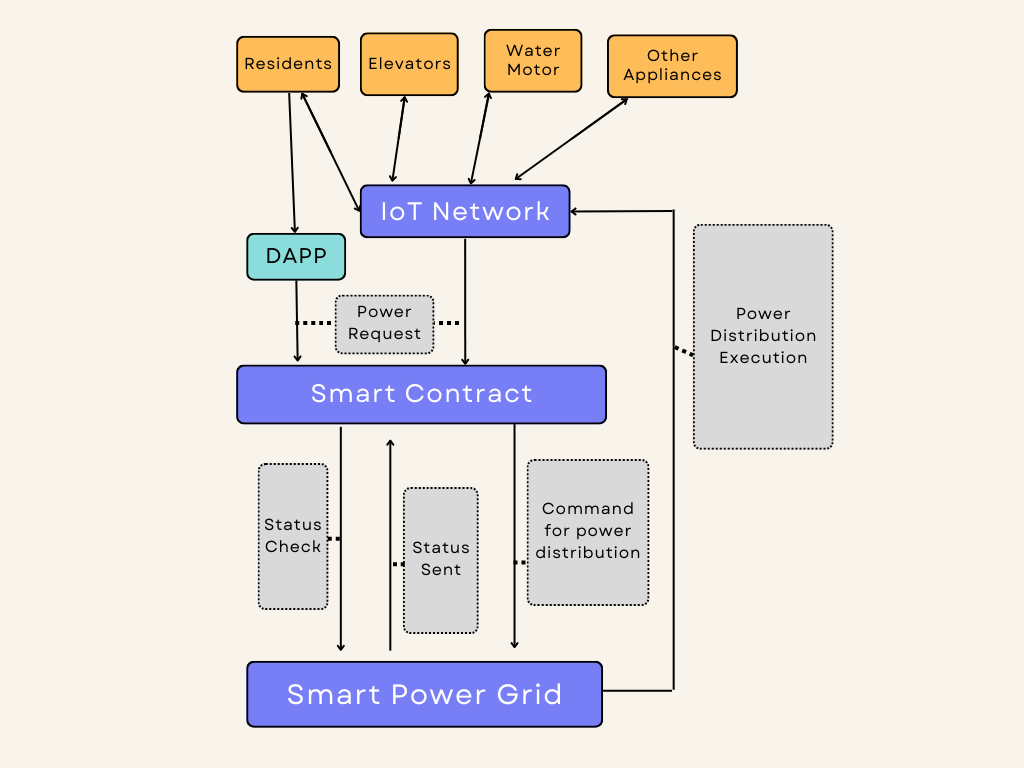 Residents
Elevators
Water
Motor
Other
Appliances
IoT Network
DAPP
Power
Request
Power
Distribution
Execution
Smart Contract
Status
Check
Status
Sent
Command
for power
distribution
Smart Power Grid